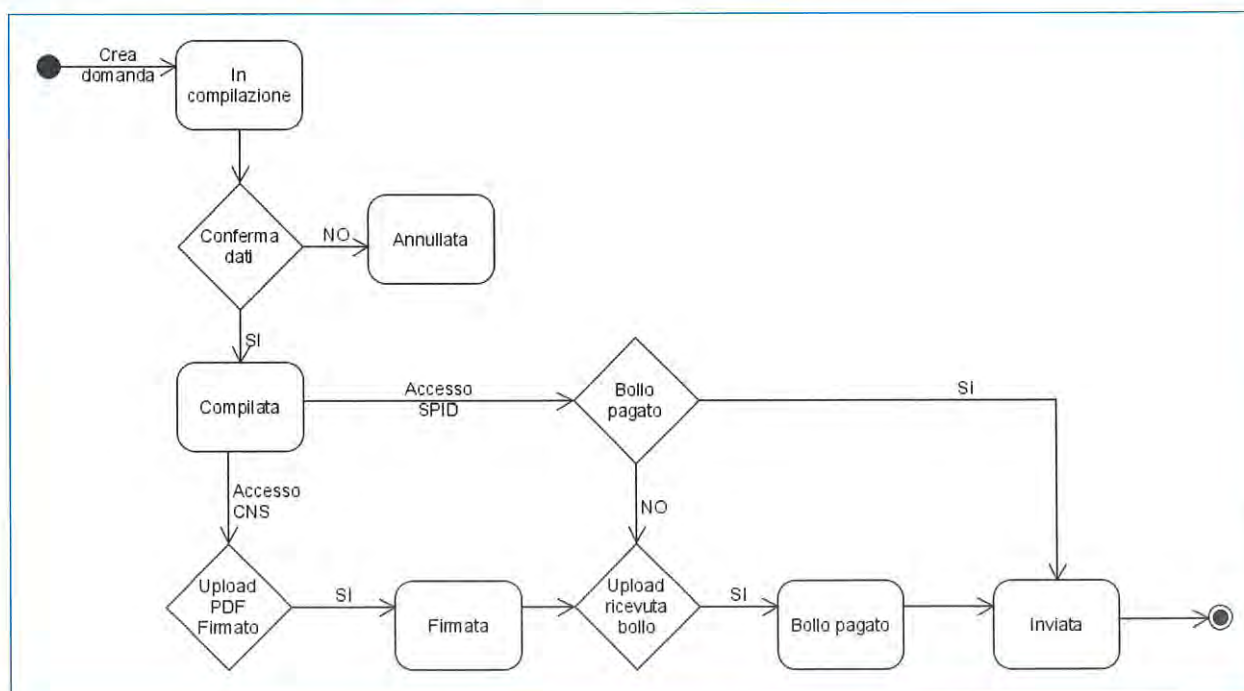 Crea
domanda
In
compilazione
Conferma
dati
NO
Annullata
SI
Compilata
Accesso
SPID
Bollo
pagato
SI
Accesso
CNS
NO
Upload
PDF
Firmato
SI
Firmata
Upload
ricevuta
bollo
SI
Bollo pagato
Inviata